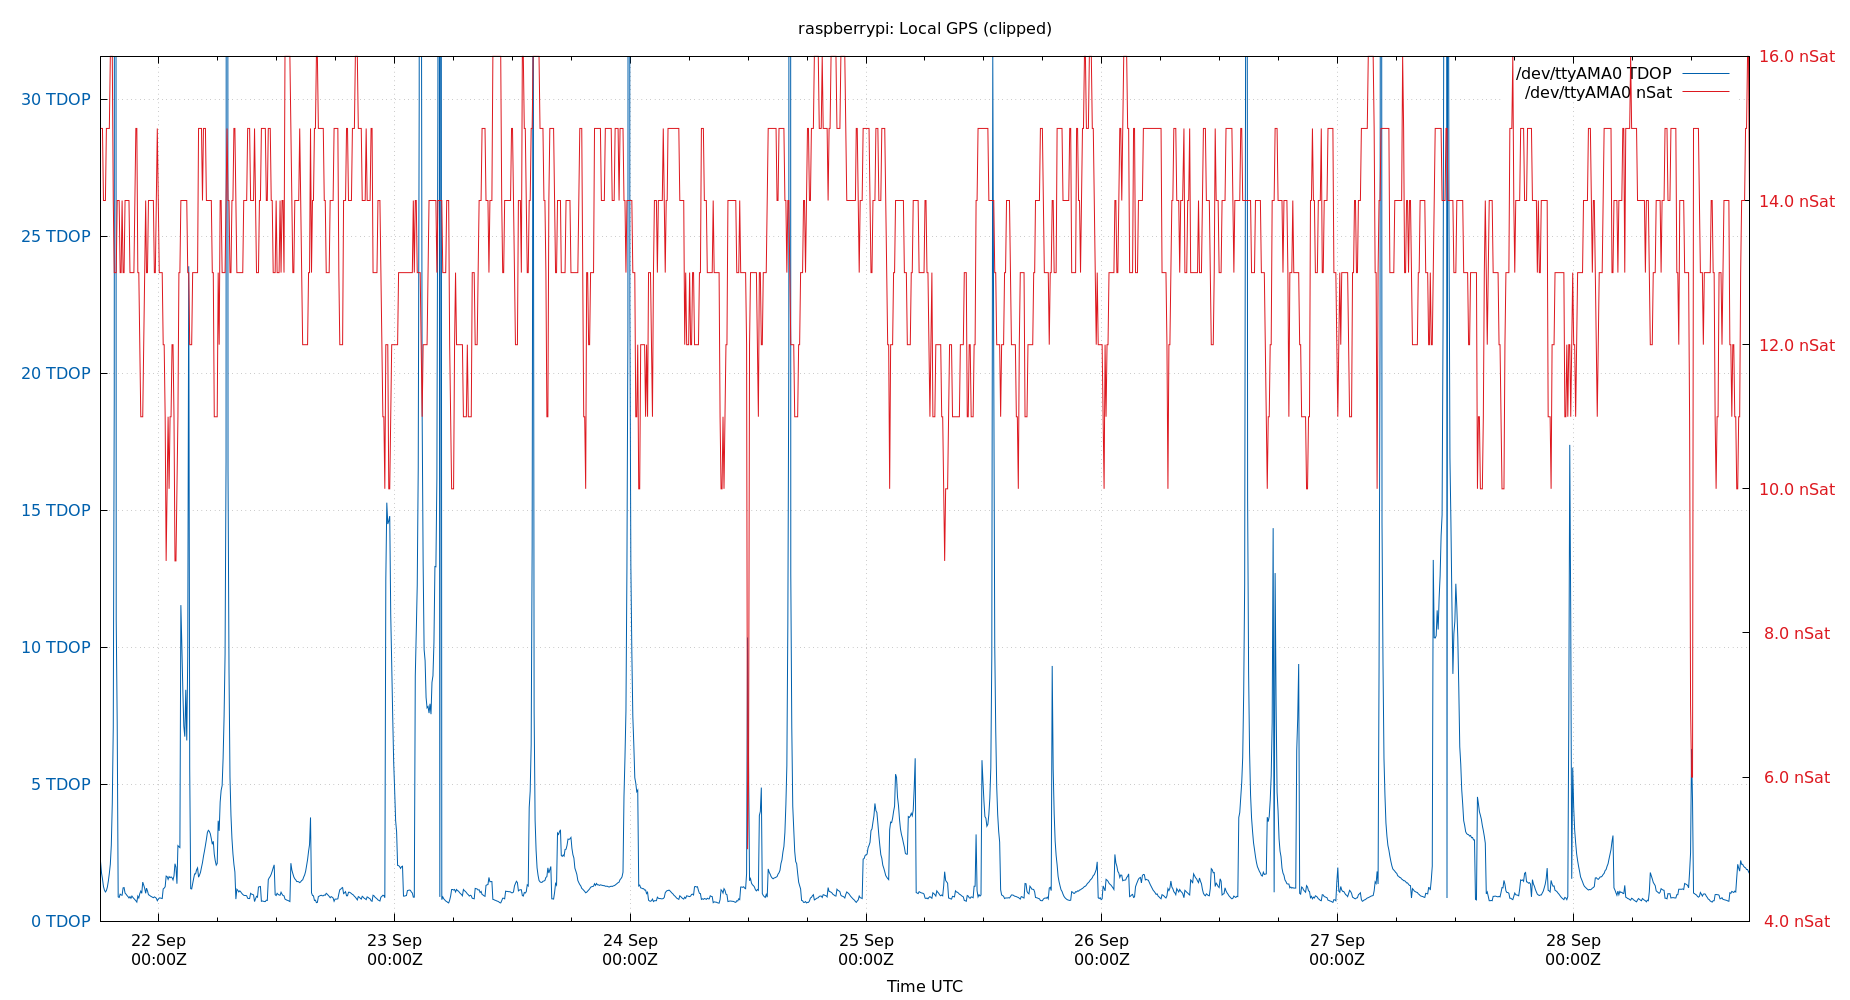 raspberrypi: Local GPS (clipped)
/dev/ttyAMA0 TDOP
/dev/ttyAMA0 nSat
30 TDOP
25 TDOP
20 TDOP
15 TDOP
10 TDOP
5 TDOP
0 TDOP
16.0 nSat
14.0 nSat
12.0 nSat
10.0 nSat
8.0 nSat
6.0 nSat
4.0 nSat
22 Sep
00:00Z
23 Sep
00:00Z
24 Sep
00:00Z
25 Sep
00:00Z
26 Sep
00:00Z
27 Sep
00:00Z
28 Sep
00:00Z
Time UTC